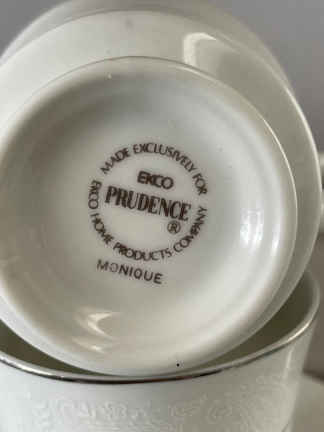 MADE EXCLUSIVELY FOR
EKCO
PRUDENCE®
EKCO HOME PRODUCTS COMPANY
MONIQUE